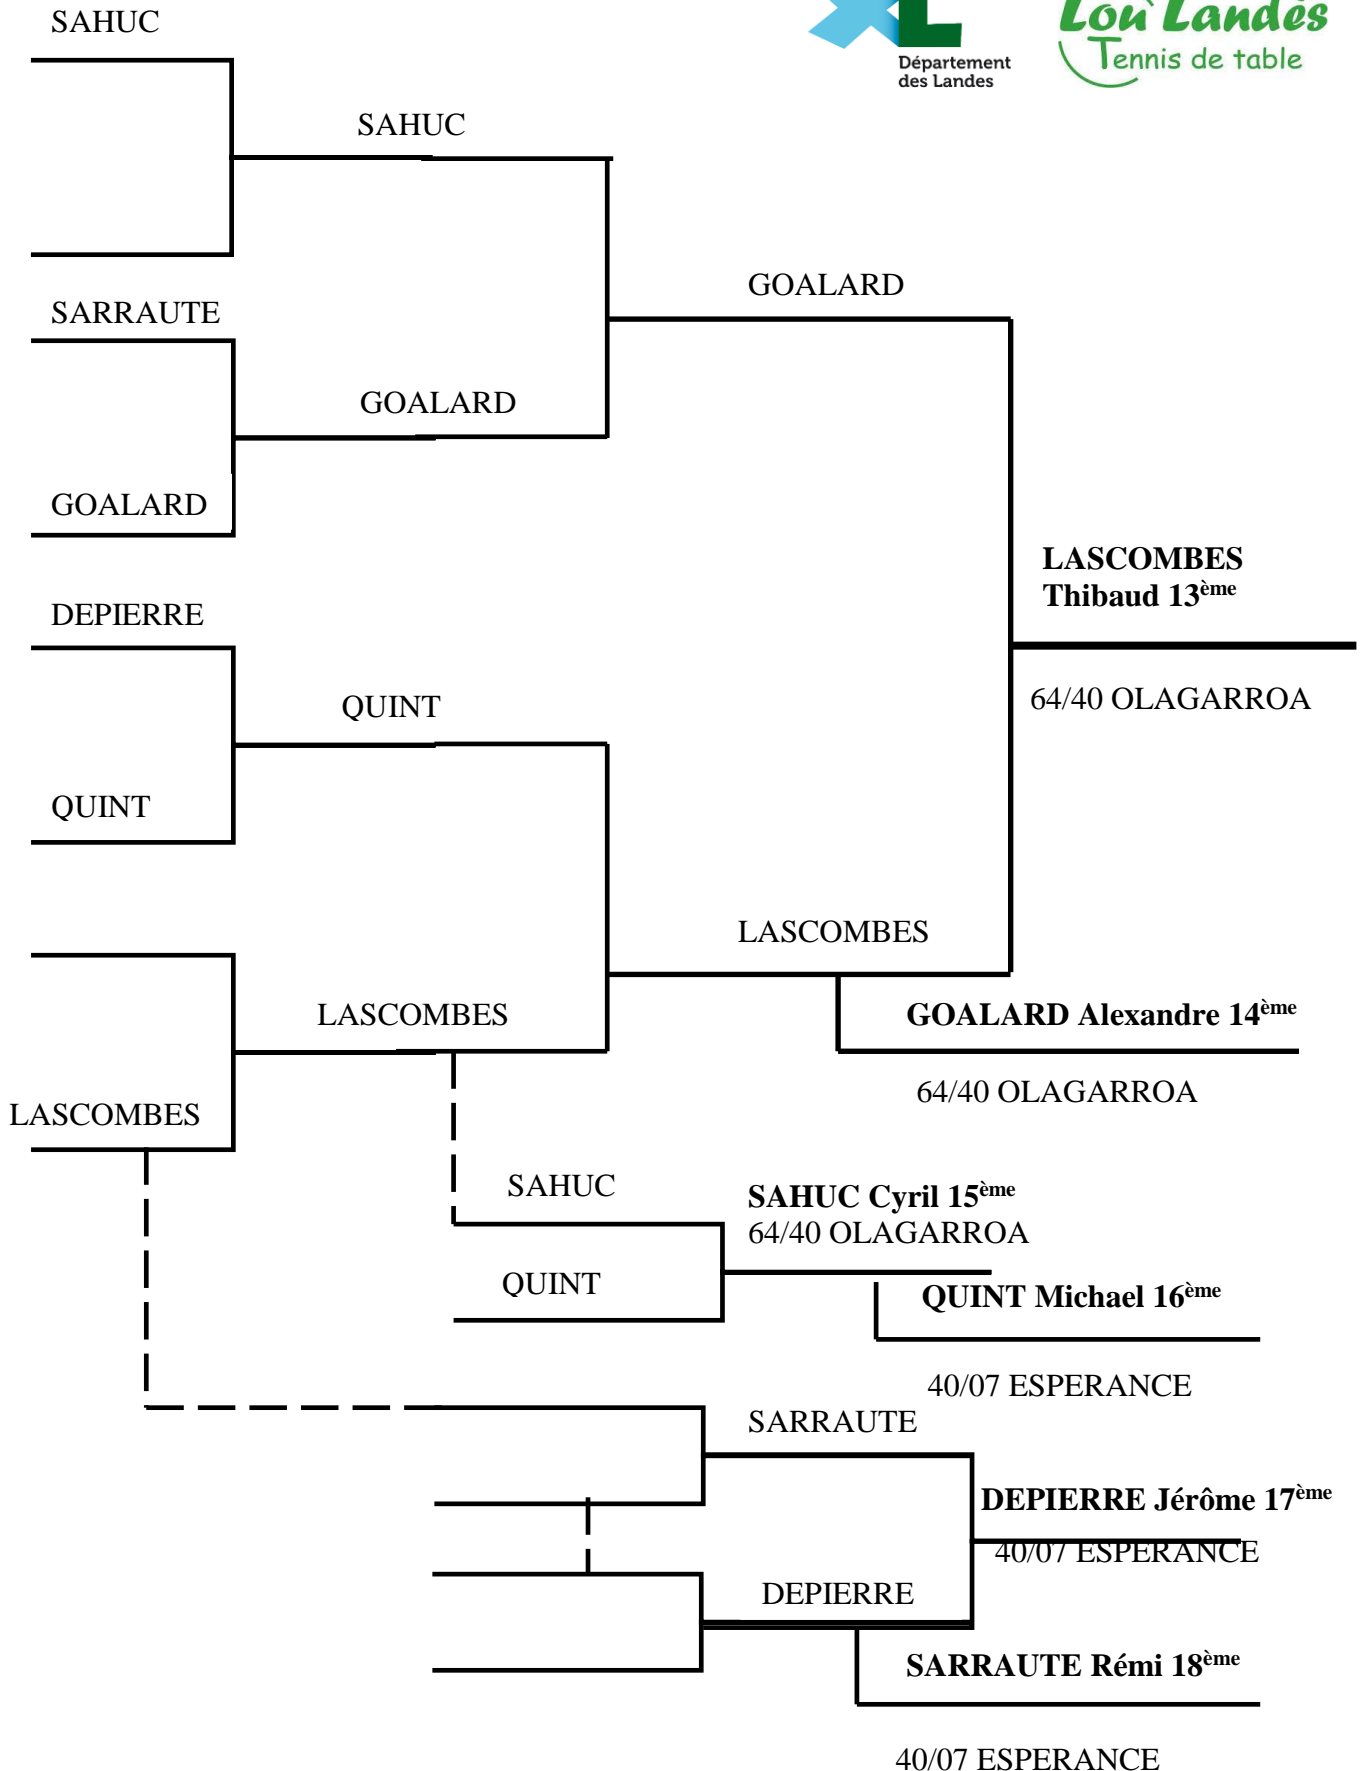 SAHUC
Lou Landés
Tennis de table
Département
des Landes
SAHUC
GOALARD
SARRAUTE
GOALARD
GOALARD
LASCOMBES
Thibaud 13ème
DEPIERRE
64/40 OLAGARROA
QUINT
QUINT
LASCOMBES
LASCOMBES
GOALARD Alexandre 14ème
64/40 OLAGARROA
LASCOMBES
SAHUC
SAHUC Cyril 15ème
64/40 OLAGARROA
QUINT
QUINT Michael 16ème
40/07 ESPERANCE
SARRAUTE
DEPIERRE Jérôme 17ème
40/07 ESPERANCE
DEPIERRE
SARRAUTE Rémi 18ème
40/07 ESPERANCE